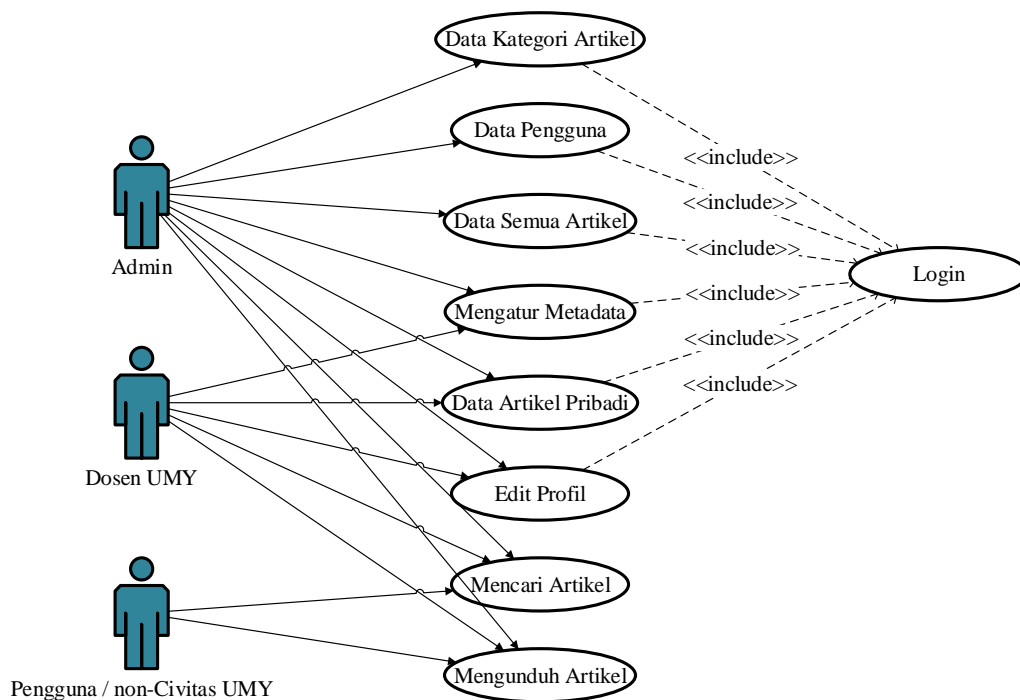 Data Kategori Artikel
Data Pengguna
<<include>>
<<include>>
Data Semua Artikel
<<include>>
Admin
Login
<<include>>
Mengatur Metadata
<<include>>
<<include>>
Data Artikel Pribadi
Dosen UMY
Edit Profil
Mencari Artikel
Mengunduh Artikel
Pengguna / non-Civitas UMY